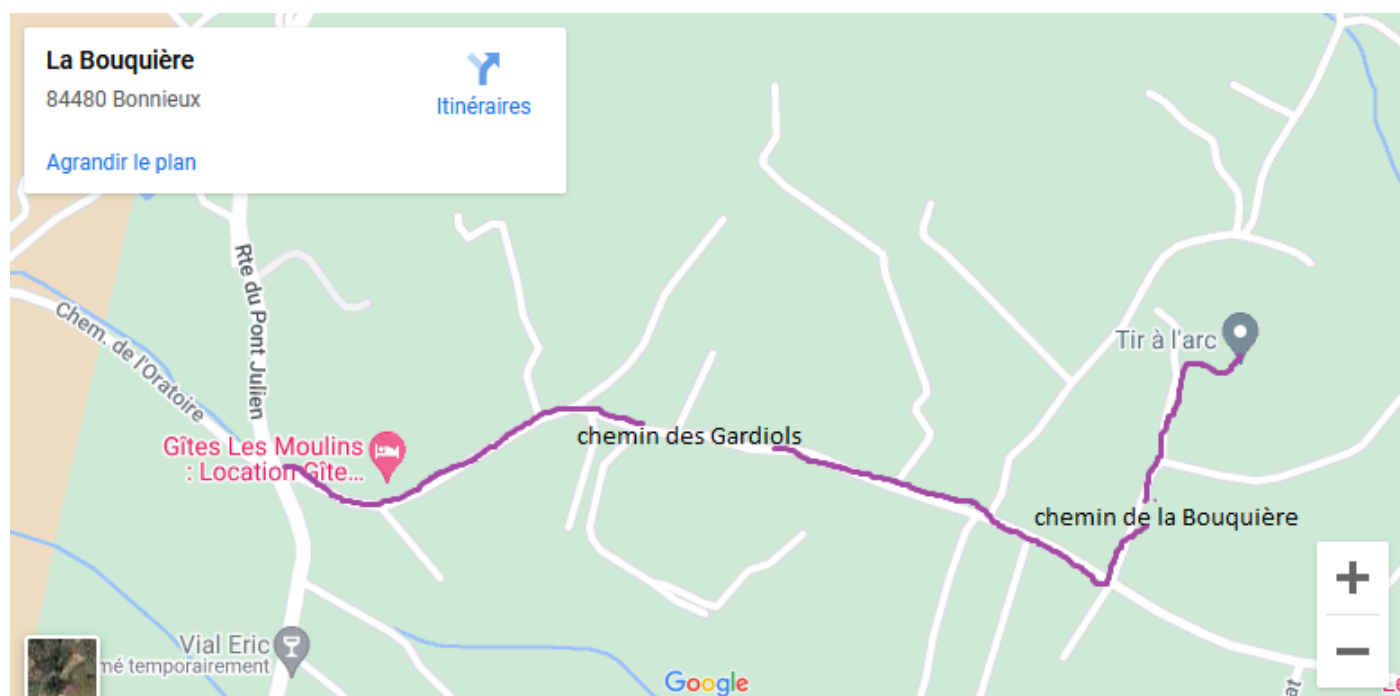 La Bouquière
84480 Bonnieux
Itinéraires
Agrandir le plan
Rte du Pont Julien
Chem. de l'Oratoire
Tir à l'arc
Gîtes Les Moulins
: Location Gîte...
chemin des Gardiols
chemin de la Bouquière
Vial Eric
mé temporairement
Google
+
−
at